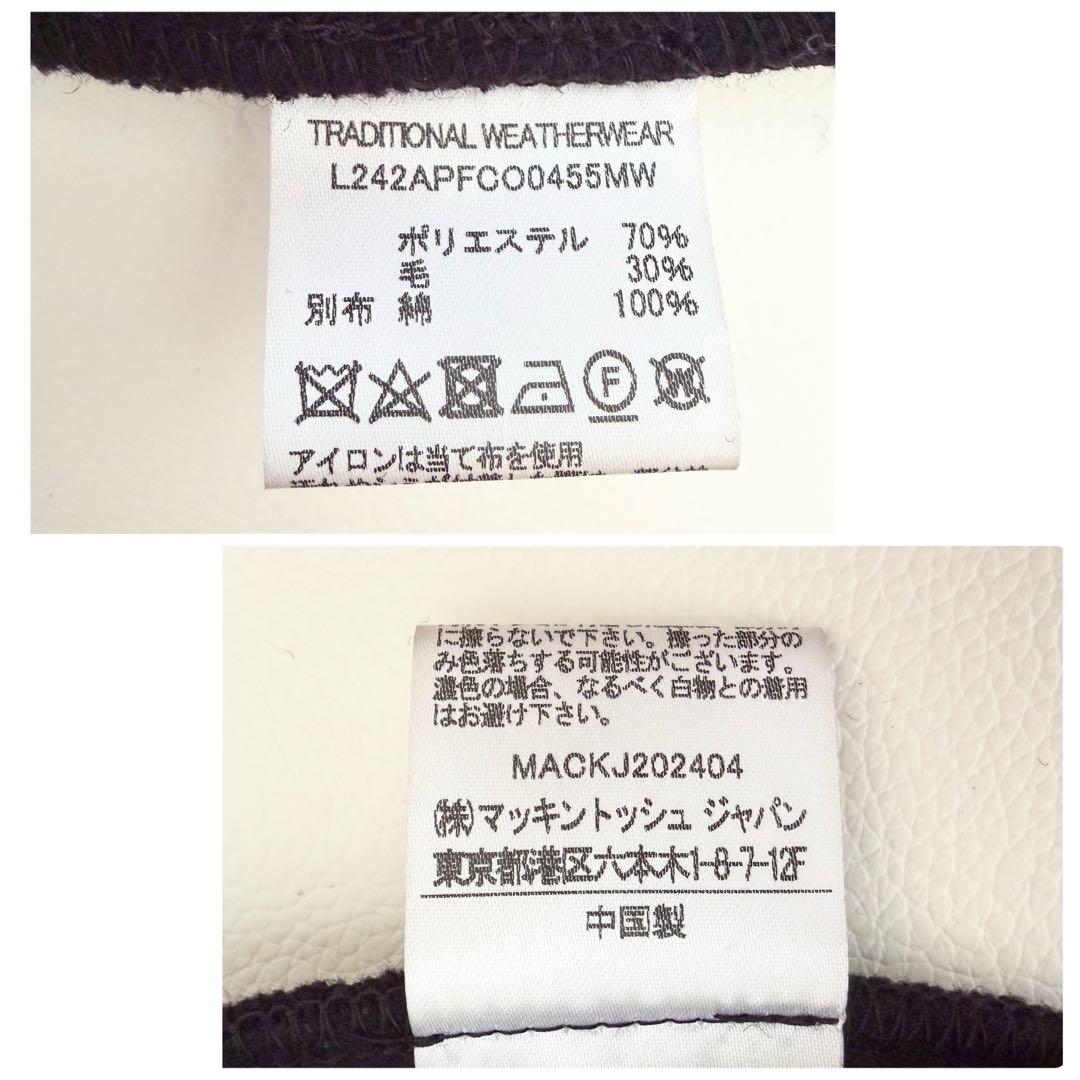 TRADITIONAL WEATHERWEAR
L242APFCO0455MW
ポリエステル 70%
毛 30%
別布 綿 100%
F
W
アイロンは当て布を使用
に擦らないで下さい。擦った部分の
み色落ちする可能性がございます。
濃色の場合、なるべく白物との着用
はお避け下さい。
MACKJ202404
(株)マッキントッシュ ジャパン
東京都港区六本木1-8-7-12F
中国製